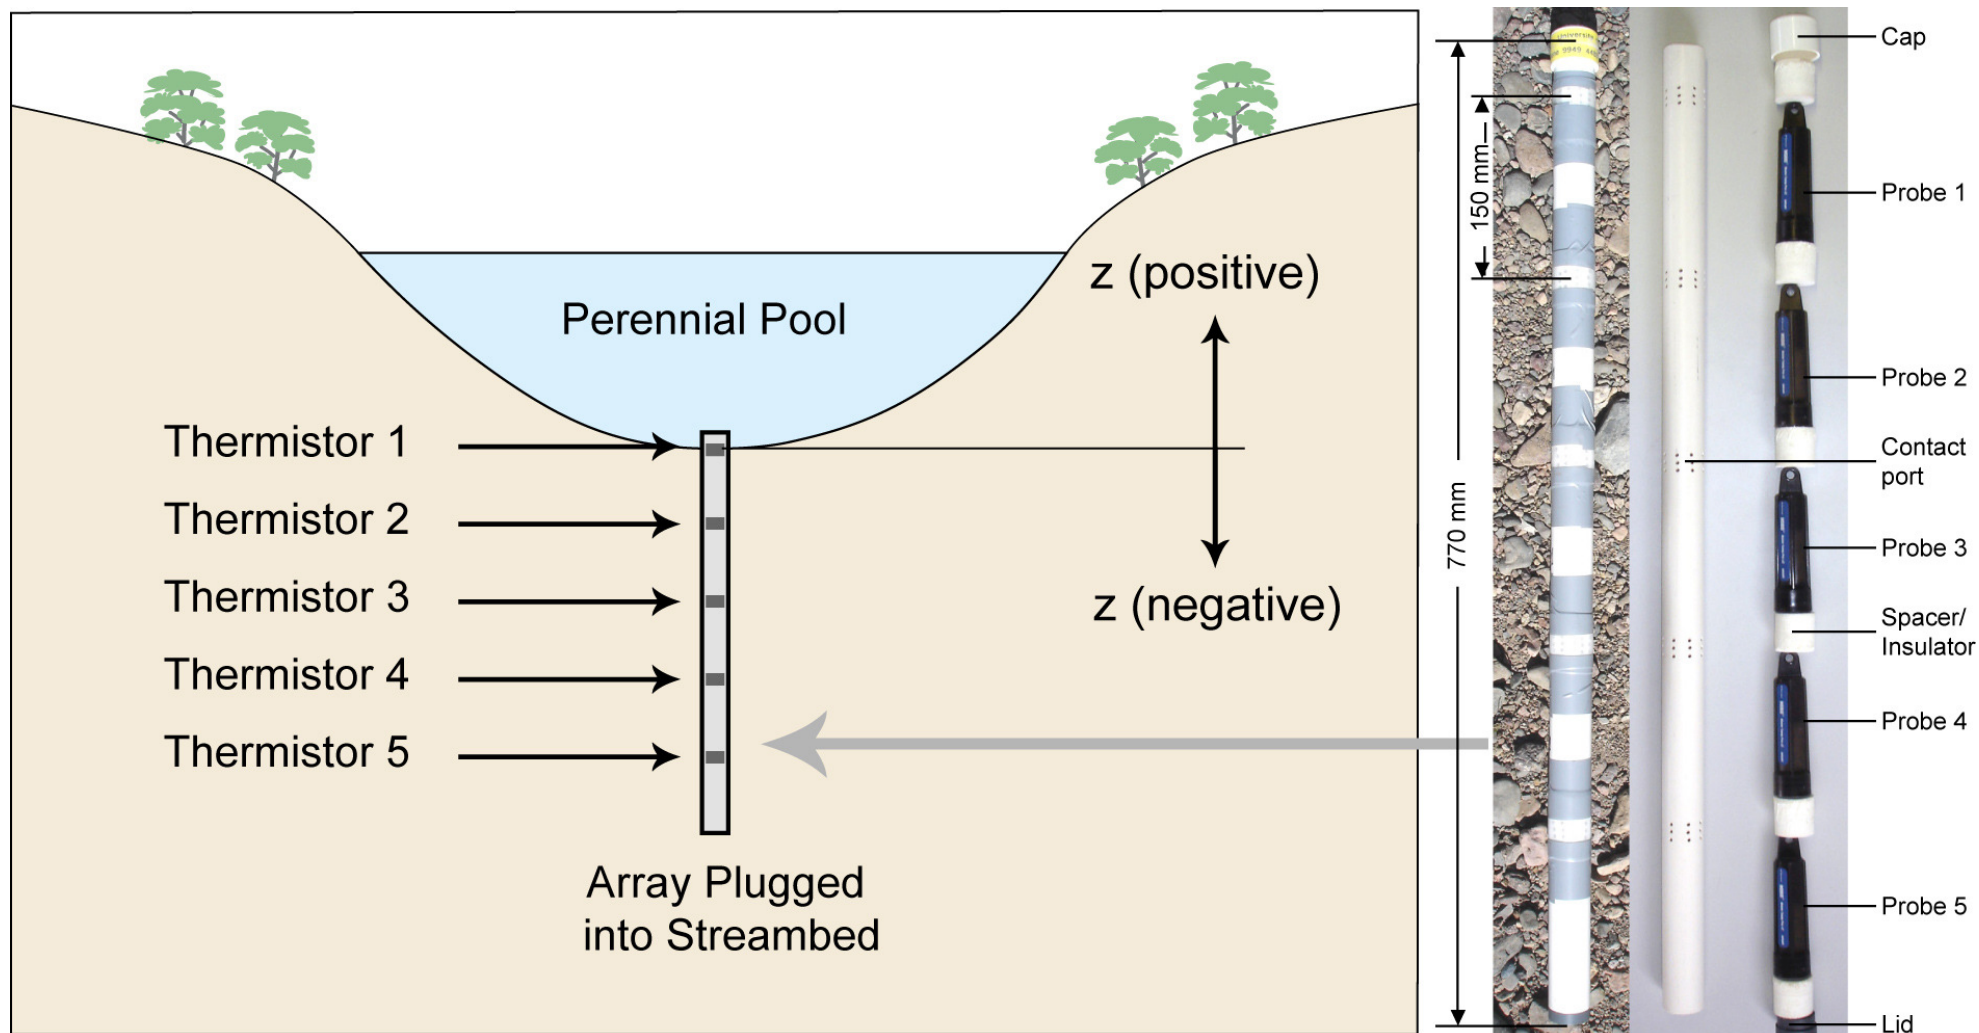 Perennial Pool
z (positive)
z (negative)
Thermistor 1
Thermistor 2
Thermistor 3
Thermistor 4
Thermistor 5
Array Plugged
into Streambed
770 mm
150 mm
Cap
Probe 1
Probe 2
Contact
port
Probe 3
Spacer/
Insulator
Probe 4
Probe 5
Lid